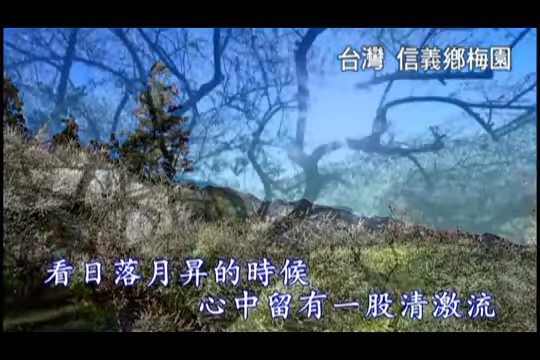 台灣 信義鄉梅園
看日落月昇的時候
心中留有一股清激流